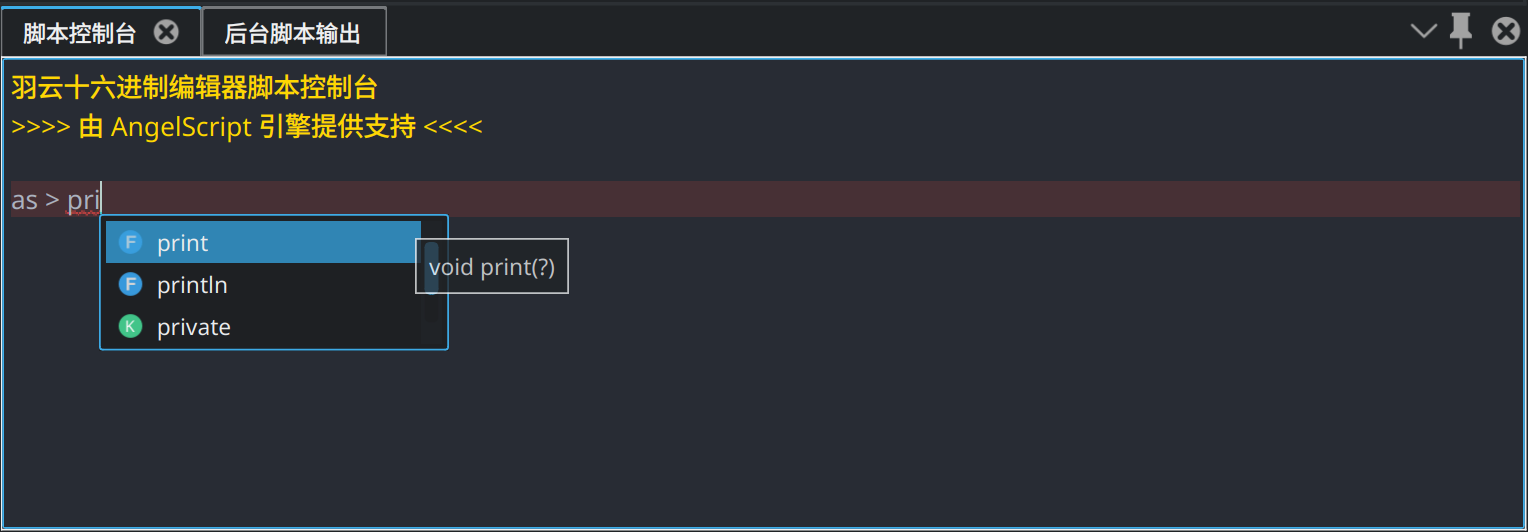 脚本控制台
后台脚本输出
羽云十六进制编辑器脚本控制台
>>>> 由 AngelScript 引擎提供支持 <<<<
as > pri
F print
void print(?)
F println
K private